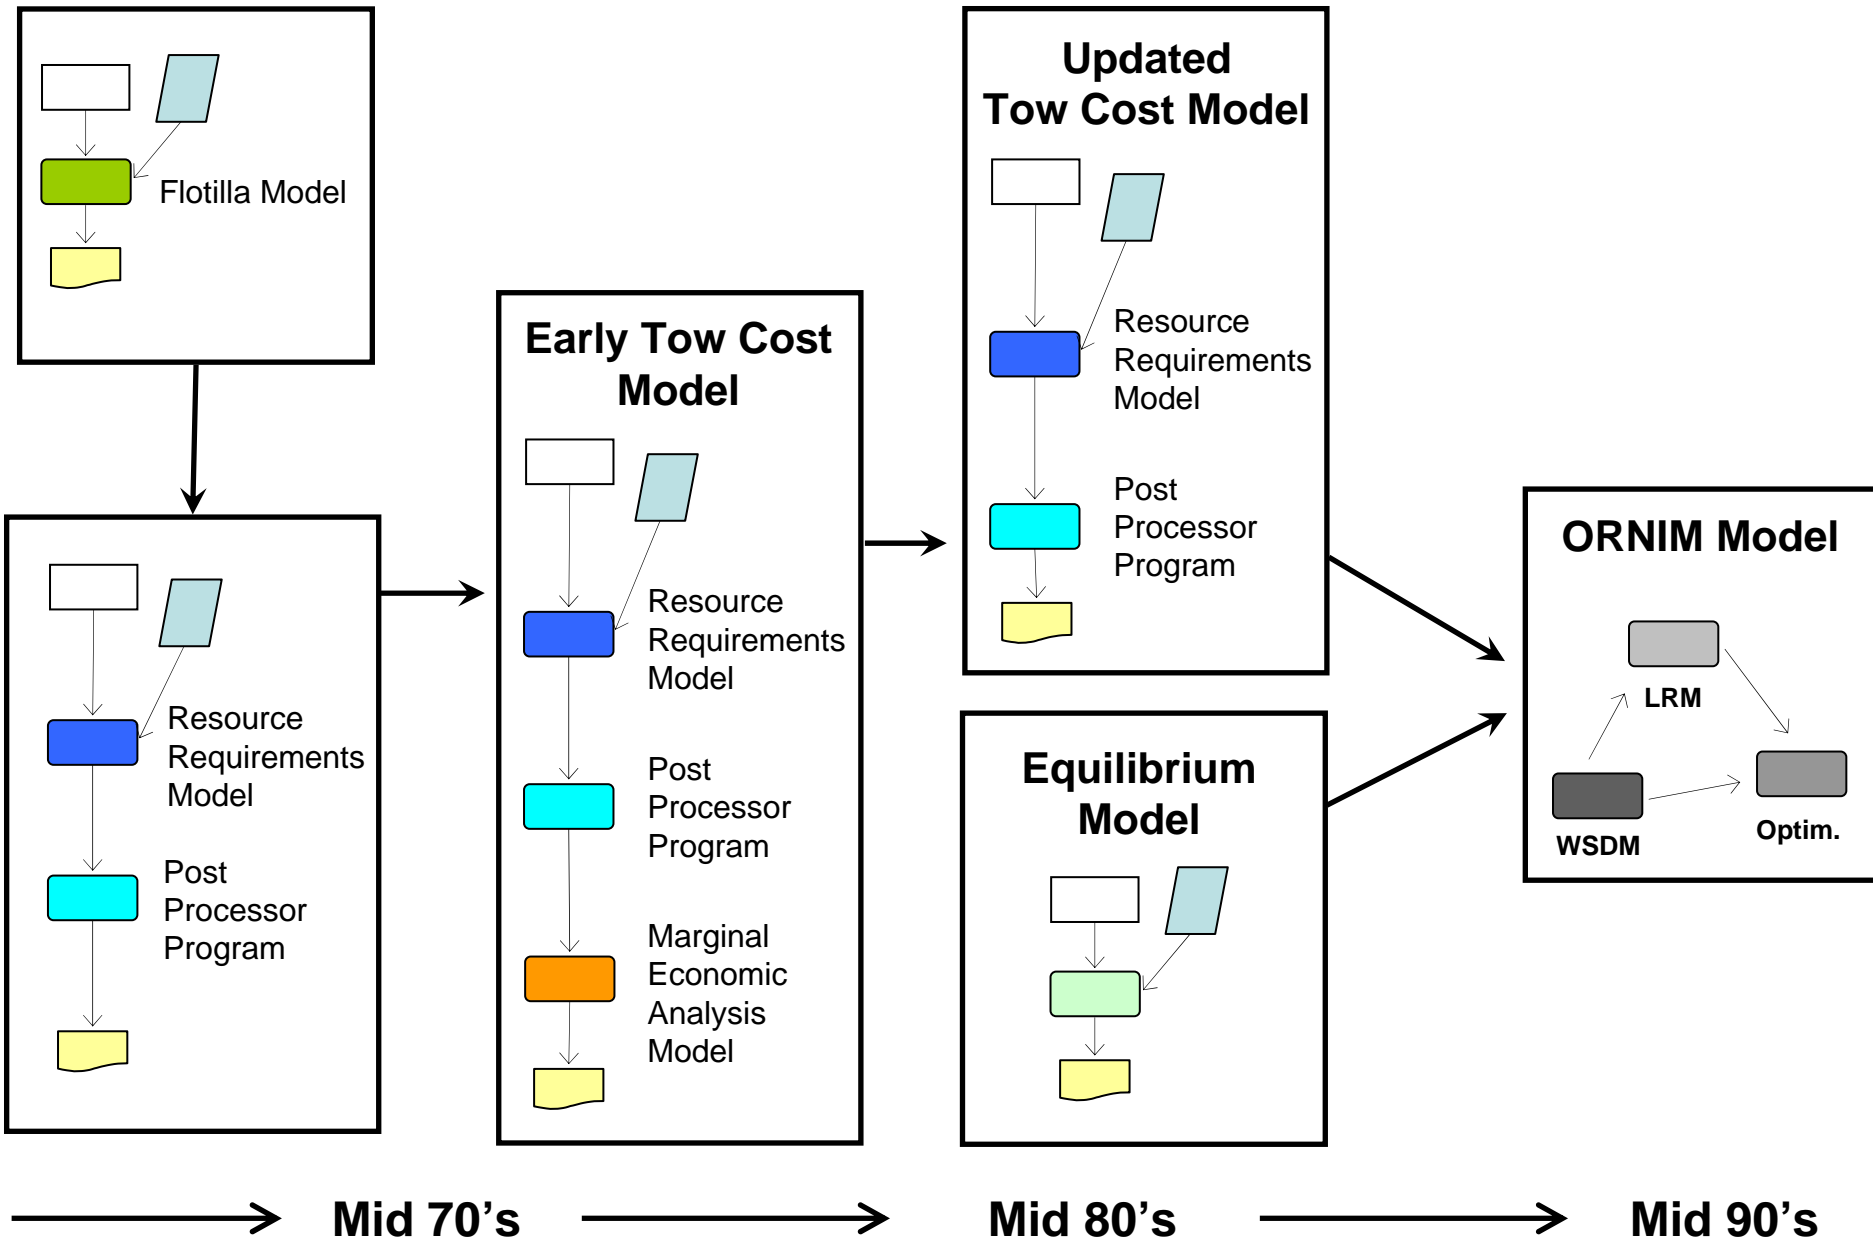 Flotilla Model
Resource
Requirements
Model
Post
Processor
Program
Early Tow Cost
Model
Resource
Requirements
Model
Post
Processor
Program
Marginal
Economic
Analysis
Model
Updated
Tow Cost Model
Resource
Requirements
Model
Post
Processor
Program
Equilibrium
Model
ORNIM Model
LRM
WSDM
Optim.
Mid 70’s
Mid 80’s
Mid 90’s